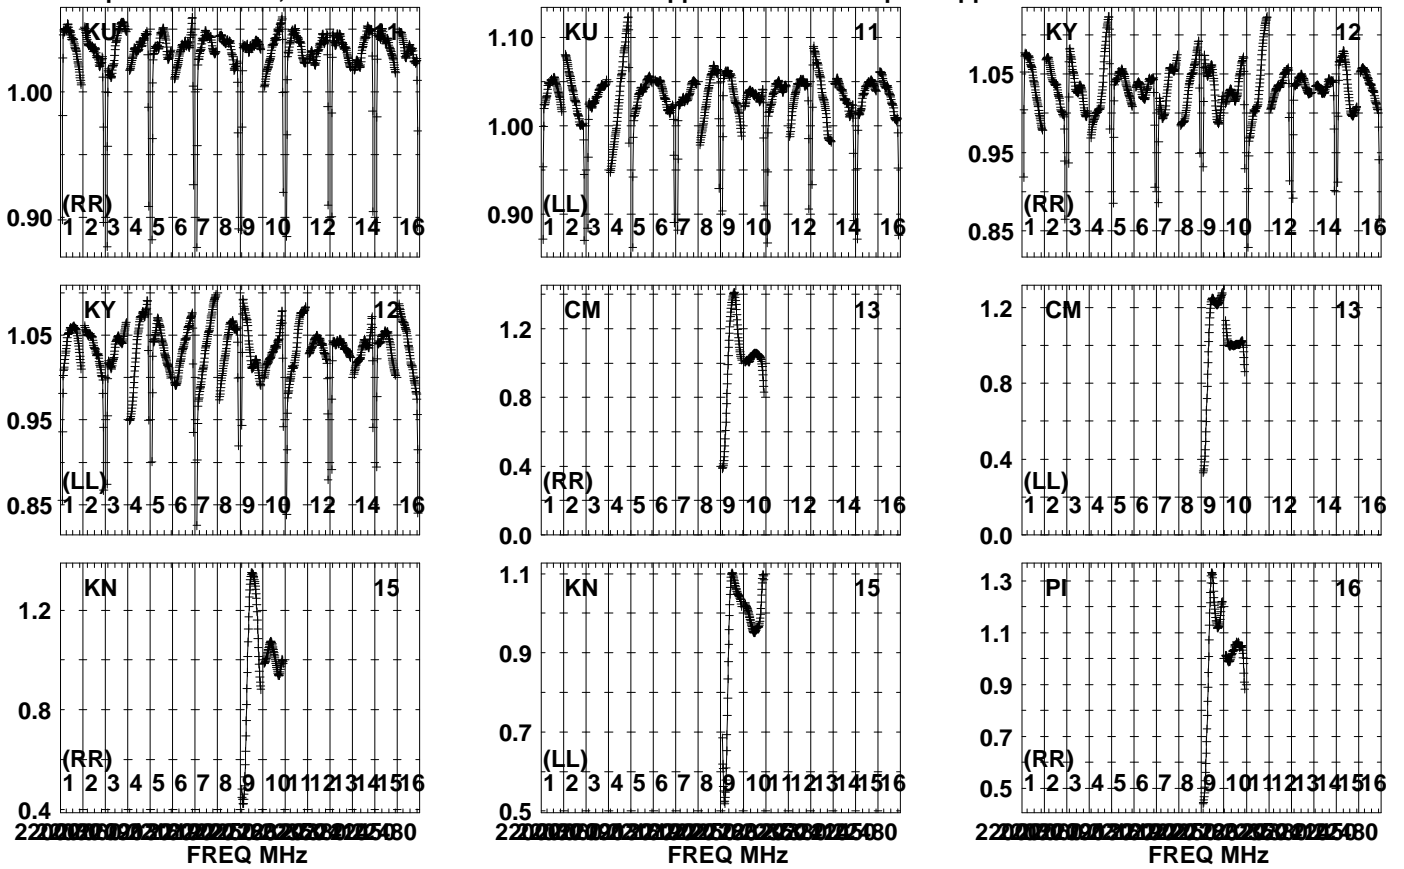 KU 11
1.00
0.90
(RR)
1 2 3 4 5 6 7 8 9 10 12 14 16
KU 11
1.10
1.00
0.90
(LL)
1 2 3 4 5 6 7 8 9 10 12 14 16
KY 12
1.05
0.95
0.85
(RR)
1 2 3 4 5 6 7 8 9 10 12 14 16
KY 12
1.05
0.95
0.85
(LL)
1 2 3 4 5 6 7 8 9 10 12 14 16
CM 13
1.2
0.8
0.4
0.0
(RR)
1 2 3 4 5 6 7 8 9 10 12 14 16
CM 13
1.2
0.8
0.4
0.0
(LL)
1 2 3 4 5 6 7 8 9 10 12 14 16
KN 15
1.2
0.8
0.4
(RR)
1 2 3 4 5 6 7 8 9 10 11 12 13 14 15 16
KN 15
1.1
0.9
0.7
0.5
(LL)
1 2 3 4 5 6 7 8 9 10 11 12 13 14 15 16
PI 16
1.3
1.1
0.9
0.7
0.5
(RR)
1 2 3 4 5 6 7 8 9 10 11 12 13 14 15 16
FREQ MHz
FREQ MHz